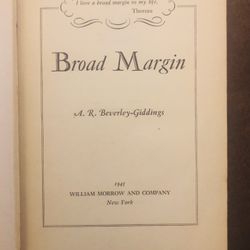 I love a broad margin to my life.
Thoreau
Broad Margin
A. R. Beverley-Giddings
1945
WILLIAM MORROW AND COMPANY
New York